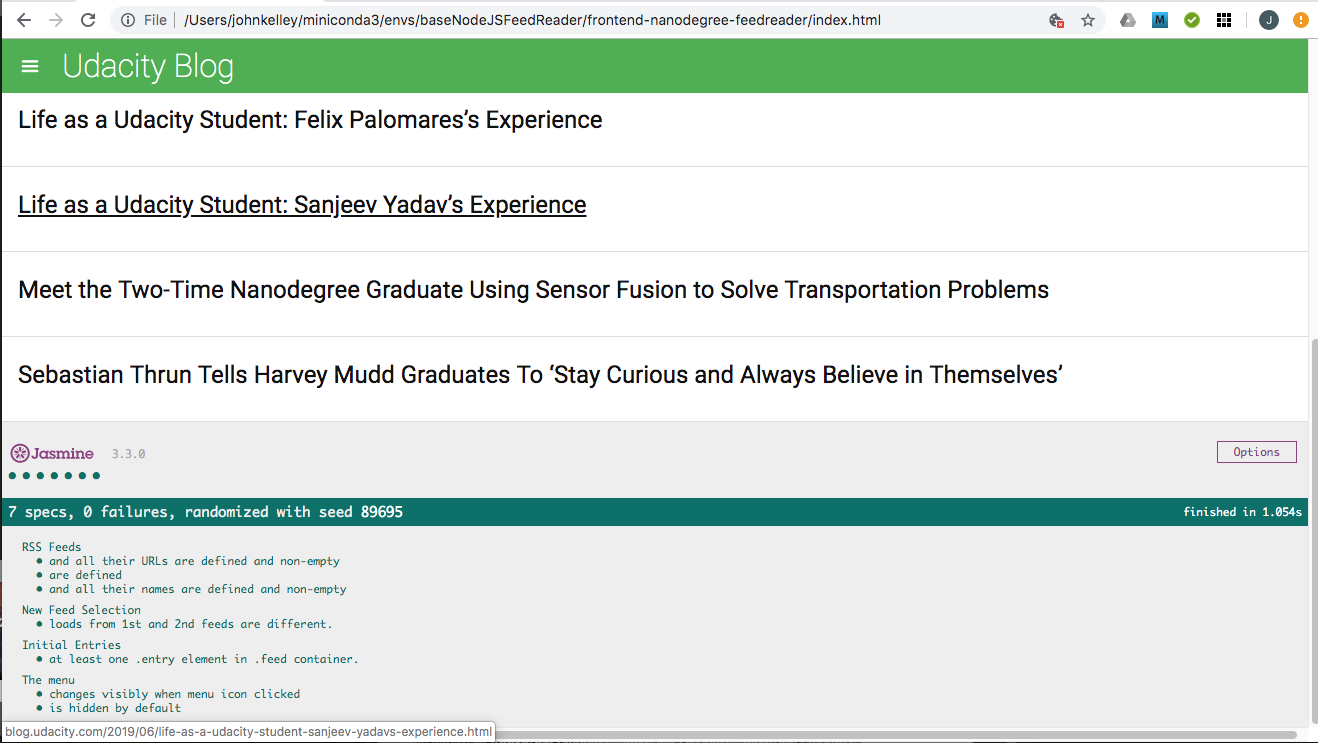 File /Users/johnkelley/miniconda3/envs/baseNodeJSFeedReader/frontend-nanodegree-feedreader/index.html
M
J
Udacity Blog
Life as a Udacity Student: Felix Palomares’s Experience
Life as a Udacity Student: Sanjeev Yadav’s Experience
Meet the Two-Time Nanodegree Graduate Using Sensor Fusion to Solve Transportation Problems
Sebastian Thrun Tells Harvey Mudd Graduates To ‘Stay Curious and Always Believe in Themselves’
Jasmine 3.3.0 Options
7 specs, 0 failures, randomized with seed 89695 finished in 1.054s
RSS Feeds
• and all their URLs are defined and non-empty
• are defined
• and all their names are defined and non-empty
New Feed Selection
• loads from 1st and 2nd feeds are different.
Initial Entries
• at least one .entry element in .feed container.
The menu
• changes visibly when menu icon clicked
• is hidden by default
blog.udacity.com/2019/06/life-as-a-udacity-student-sanjeev-yadavs-experience.html